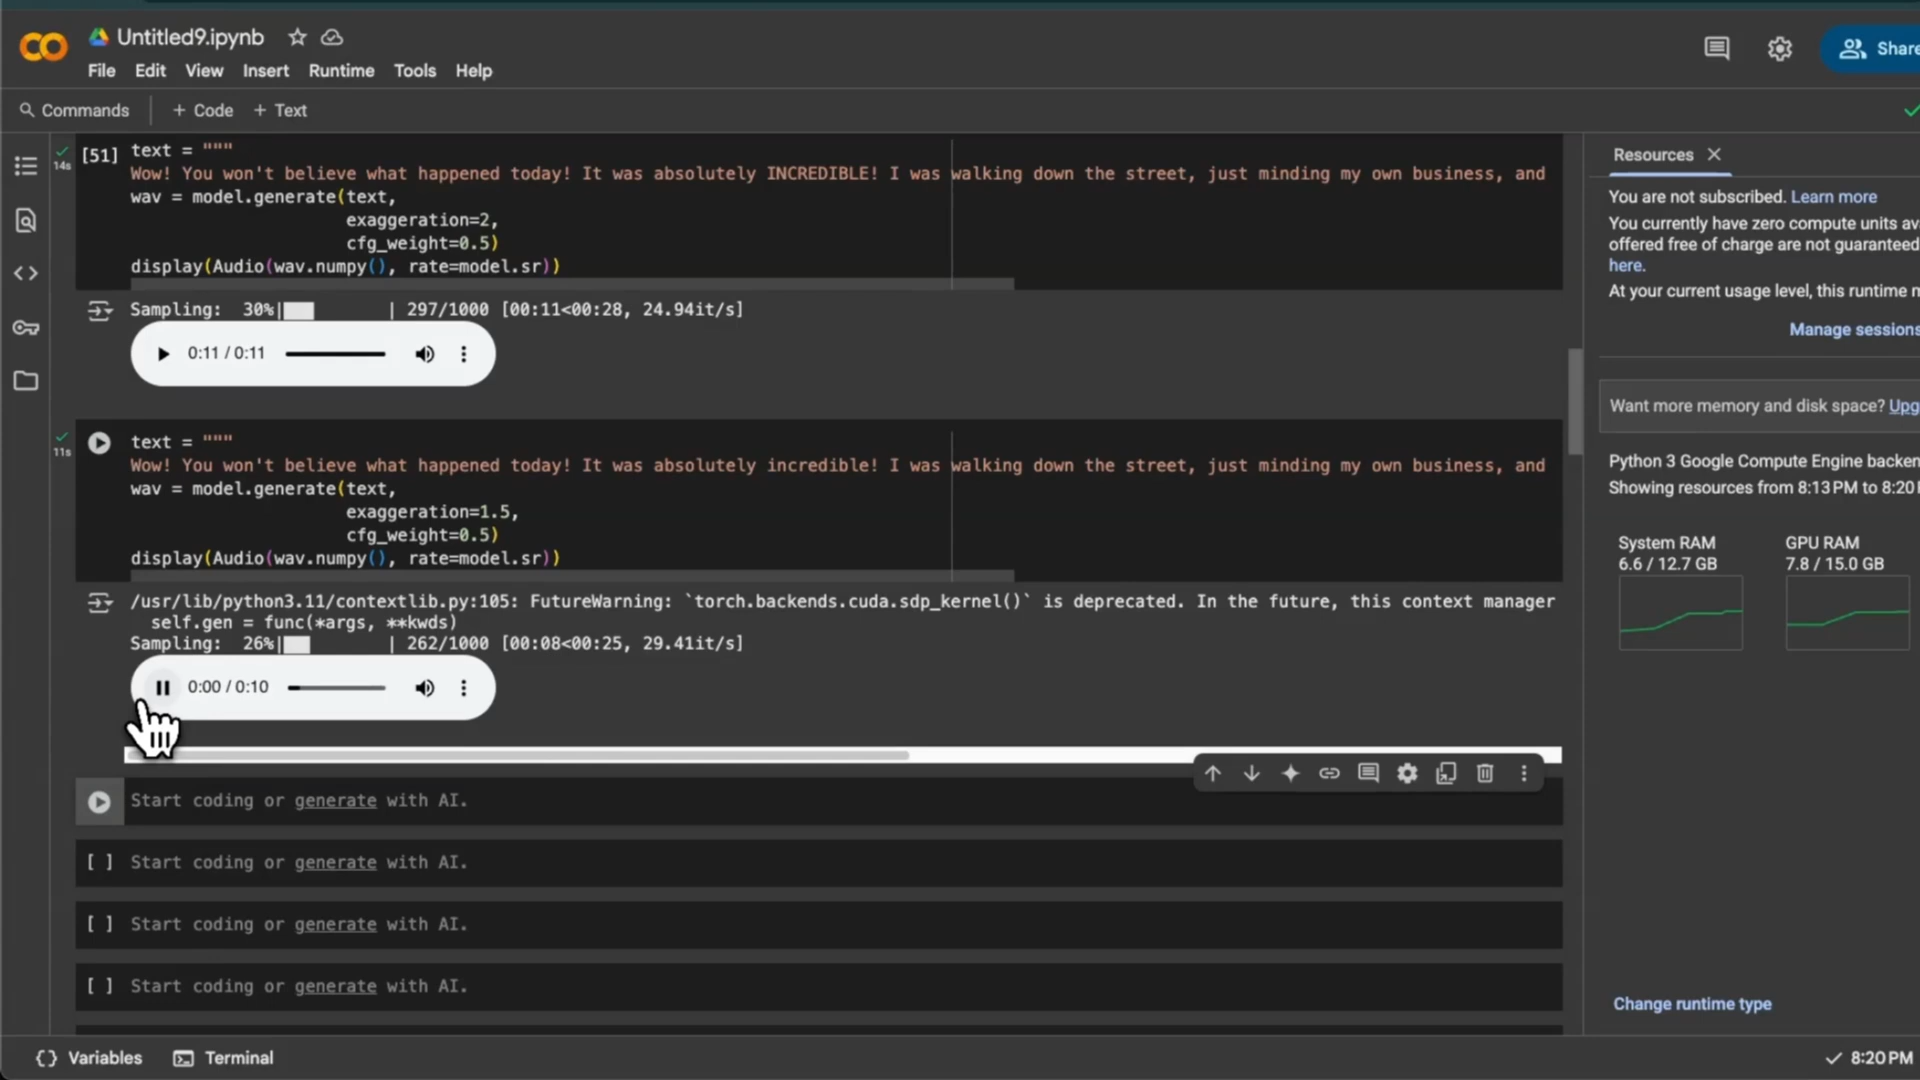 Untitled9.ipynb
File Edit View Insert Runtime Tools Help
Share
Commands + Code + Text
14s
[51] text = """
Wow! You won't believe what happened today! It was absolutely INCREDIBLE! I was walking down the street, just minding my own business, and
wav = model.generate(text,
exaggeration=2,
cfg_weight=0.5)
display(Audio(wav.numpy(), rate=model.sr))
Sampling: 30%| | 297/1000 [00:11<00:28, 24.94it/s]
0:11 / 0:11
11s
text = """
Wow! You won't believe what happened today! It was absolutely incredible! I was walking down the street, just minding my own business, and
wav = model.generate(text,
exaggeration=1.5,
cfg_weight=0.5)
display(Audio(wav.numpy(), rate=model.sr))
/usr/lib/python3.11/contextlib.py:105: FutureWarning: `torch.backends.cuda.sdp_kernel()` is deprecated. In the future, this context manager
self.gen = func(*args, **kwds)
Sampling: 26%| | 262/1000 [00:08<00:25, 29.41it/s]
0:00 / 0:10
Start coding or generate with AI.
[ ] Start coding or generate with AI.
[ ] Start coding or generate with AI.
[ ] Start coding or generate with AI.
Resources
You are not subscribed. Learn more
You currently have zero compute units
offered free of charge are not guaranteed
here.
At your current usage level, this runtime
Manage sessions
Want more memory and disk space?
Python 3 Google Compute Engine
Showing resources from 8:13 PM to 8:20
System RAM
6.6 / 12.7 GB
GPU RAM
7.8 / 15.0 GB
Change runtime type
Variables Terminal
8:20 PM